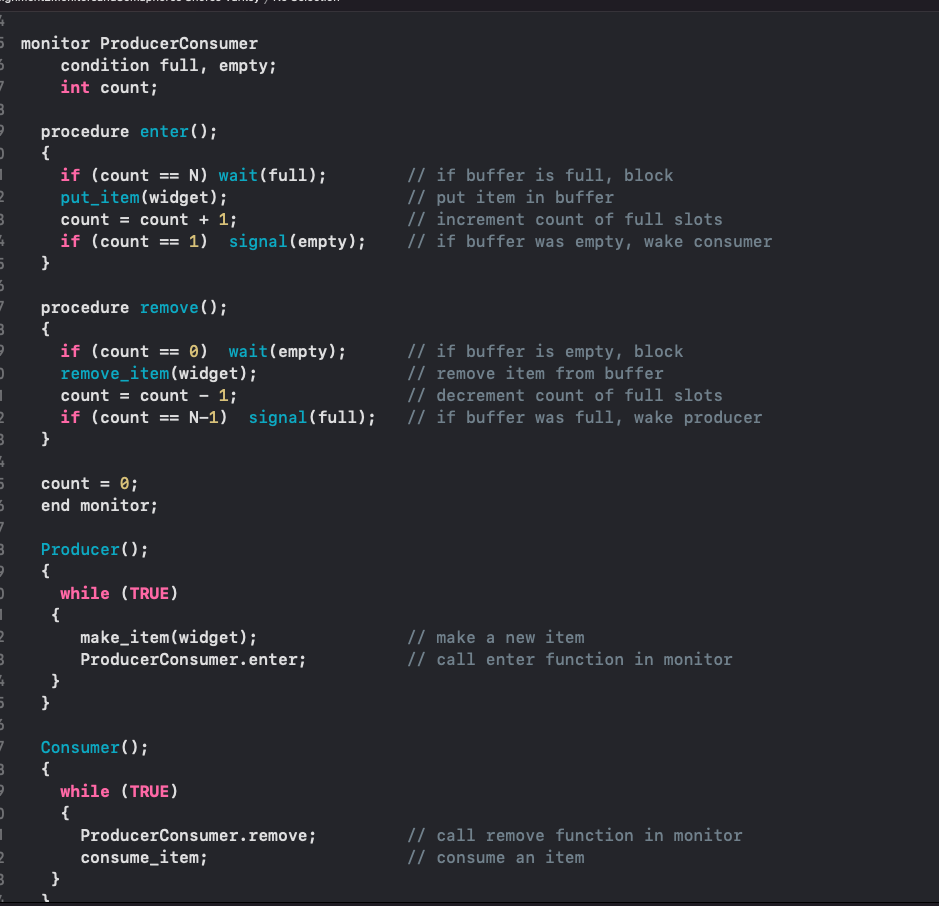 monitor ProducerConsumer
condition full, empty;
int count;
procedure enter();
{
if (count == N) wait(full); // if buffer is full, block
put_item(widget); // put item in buffer
count = count + 1; // increment count of full slots
if (count == 1) signal(empty); // if buffer was empty, wake consumer
}
procedure remove();
{
if (count == 0) wait(empty); // if buffer is empty, block
remove_item(widget); // remove item from buffer
count = count - 1; // decrement count of full slots
if (count == N-1) signal(full); // if buffer was full, wake producer
}
count = 0;
end monitor;
Producer();
{
while (TRUE)
{
make_item(widget); // make a new item
ProducerConsumer.enter; // call enter function in monitor
}
}
Consumer();
{
while (TRUE)
{
ProducerConsumer.remove; // call remove function in monitor
consume_item; // consume an item
}
}